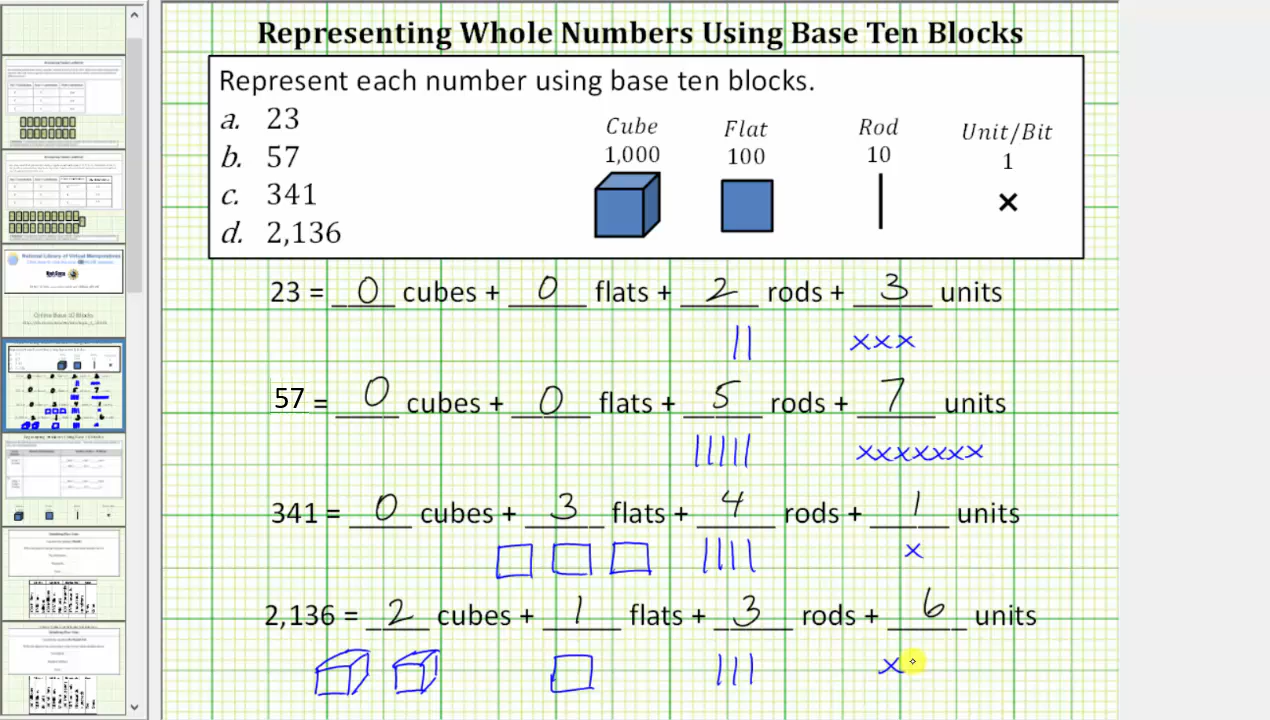 Representing Whole Numbers Using Base Ten Blocks
Represent each number using base ten blocks.
a. 23
b. 57
c. 341
d. 2,136
Cube Flat Rod Unit/Bit
1,000 100 10 1
23 = 0 cubes + 0 flats + 2 rods + 3 units
57 = 0 cubes + 0 flats + 5 rods + 7 units
341 = 0 cubes + 3 flats + 4 rods + 1 units
2,136 = 2 cubes + 1 flats + 3 rods + 6 units